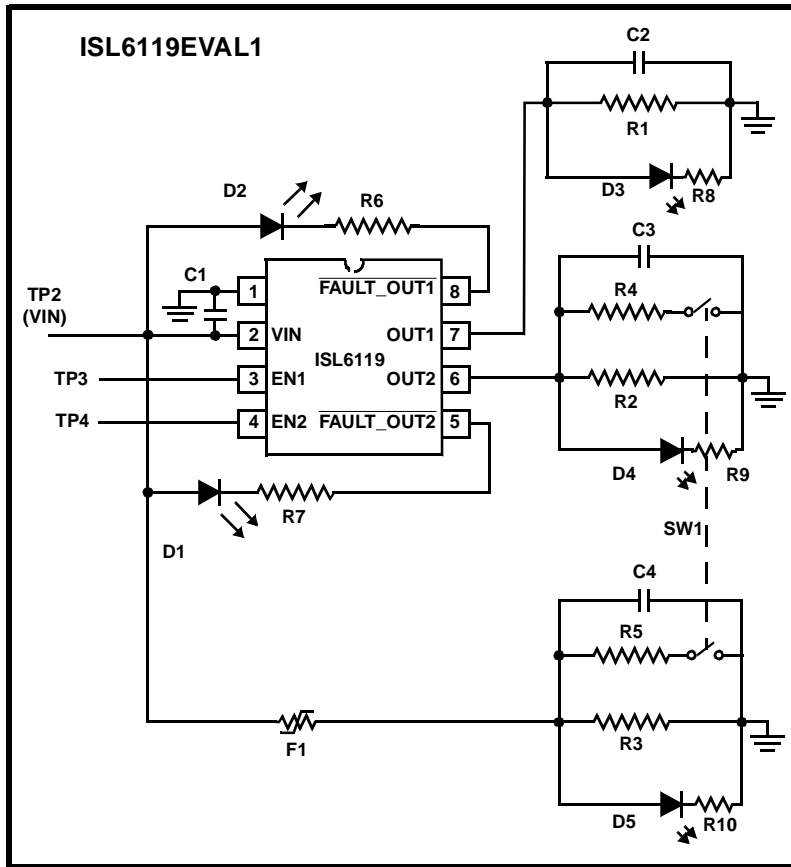 ISL6119EVAL1
C2
R1
D3
R8
D2
R6
C3
C1
R4
TP2
(VIN)
1
FAULT_OUT1
8
2
VIN
OUT1
7
ISL6119
TP3
3
EN1
OUT2
6
R2
TP4
4
EN2
FAULT_OUT2
5
D4
R9
R7
D1
SW1
C4
R5
F1
R3
D5
R10